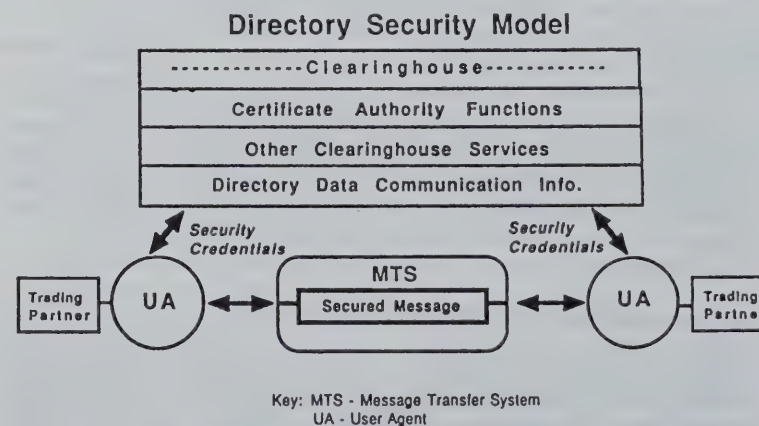 Directory Security Model
------------Clearinghouse-----------
Certificate Authority Functions
Other Clearinghouse Services
Directory Data Communication Info.
Security
Credentials
Security
Credentials
Trading
Partner
UA
MTS
Secured Message
UA
Trading
Partner
Key: MTS - Message Transfer System
UA - User Agent